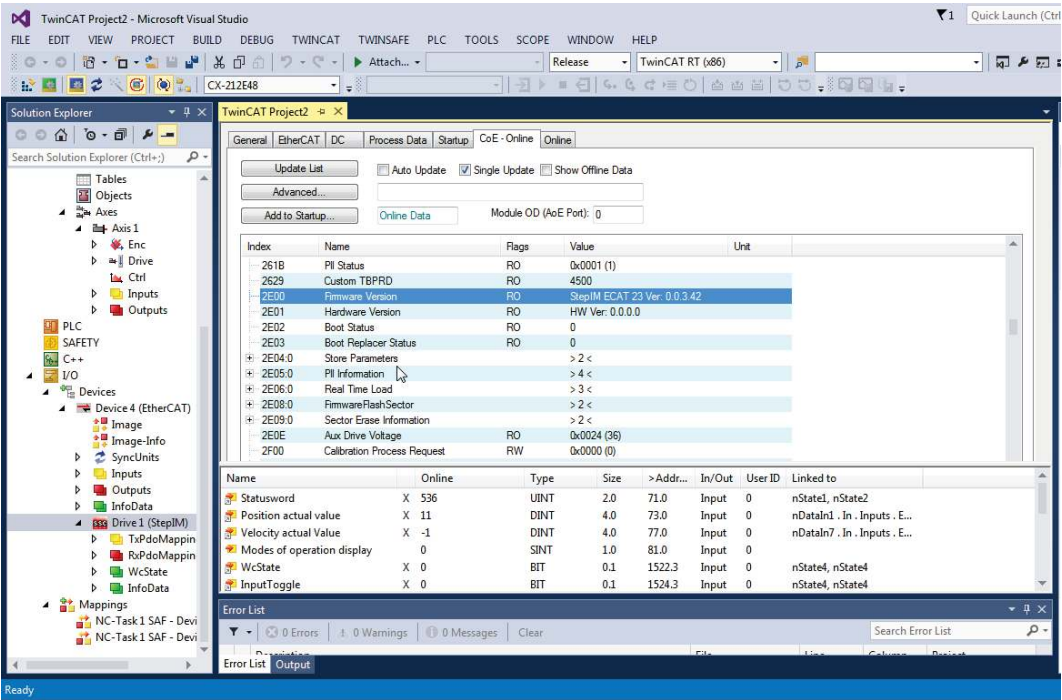 TwinCAT Project2 - Microsoft Visual Studio
1
Quick Launch (Ctrl
FILE EDIT VIEW PROJECT BUILD DEBUG TWINCAT TWINSAFE PLC TOOLS SCOPE WINDOW HELP
Attach... Release TwinCAT RT (x86)
CX-212E48
Solution Explorer
Search Solution Explorer (Ctrl+;)
Tables
Objects
Axes
Axis 1
Enc
Drive
Ctrl
Inputs
Outputs
PLC
SAFETY
C++
I/O
Devices
Device 4 (EtherCAT)
Image
Image-Info
SyncUnits
Inputs
Outputs
InfoData
Drive 1 (StepIM)
TxPdoMappin
RxPdoMappin
WcState
InfoData
Mappings
NC-Task 1 SAF - Devi
NC-Task 1 SAF - Devi
TwinCAT Project2
General EtherCAT DC Process Data Startup CoE - Online Online
Update List Auto Update Single Update Show Offline Data
Advanced...
Add to Startup... Online Data Module OD (AoE Port): 0
Index Name Flags Value Unit
261B Pll Status RO 0x0001 (1)
2629 Custom TBPRD RO 4500
2E00 Firmware Version RO StepIM ECAT 23 Ver: 0.0.3.42
2E01 Hardware Version RO HW Ver: 0.0.0.0
2E02 Boot Status RO 0
2E03 Boot Replacer Status RO 0
2E04:0 Store Parameters > 2 <
2E05:0 Pll Information > 4 <
2E06:0 Real Time Load > 3 <
2E08:0 FirmwareFlashSector > 2 <
2E09:0 Sector Erase Information > 2 <
2E0E Aux Drive Voltage RO 0x0024 (36)
2F00 Calibration Process Request RW 0x0000 (0)
Name Online Type Size >Addr... In/Out User ID Linked to
Statusword X 536 UINT 2.0 71.0 Input 0 nState1, nState2
Position actual value X 11 DINT 4.0 73.0 Input 0 nDataIn1 . In . Inputs . E...
Velocity actual Value X -1 DINT 4.0 77.0 Input 0 nDataIn7 . In . Inputs . E...
Modes of operation display 0 SINT 1.0 81.0 Input 0
WcState X 0 BIT 0.1 1522.3 Input 0 nState4, nState4
InputToggle X 0 BIT 0.1 1524.3 Input 0 nState4, nState4
Error List
0 Errors 0 Warnings 0 Messages Clear Search Error List
Description File Line Column Project
Error List Output
Ready